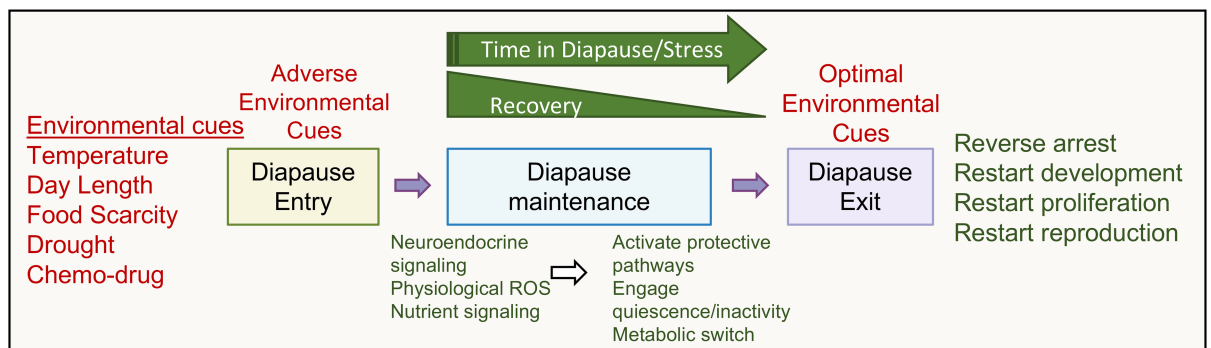 Time in Diapause/Stress
Recovery
Environmental cues
Temperature
Day Length
Food Scarcity
Drought
Chemo-drug
Adverse
Environmental
Cues
Diapause
Entry
Diapause
maintenance
Neuroendocrine
signaling
Physiological ROS
Nutrient signaling
Activate protective
pathways
Engage
quiescence/inactivity
Metabolic switch
Optimal
Environmental
Cues
Diapause
Exit
Reverse arrest
Restart development
Restart proliferation
Restart reproduction